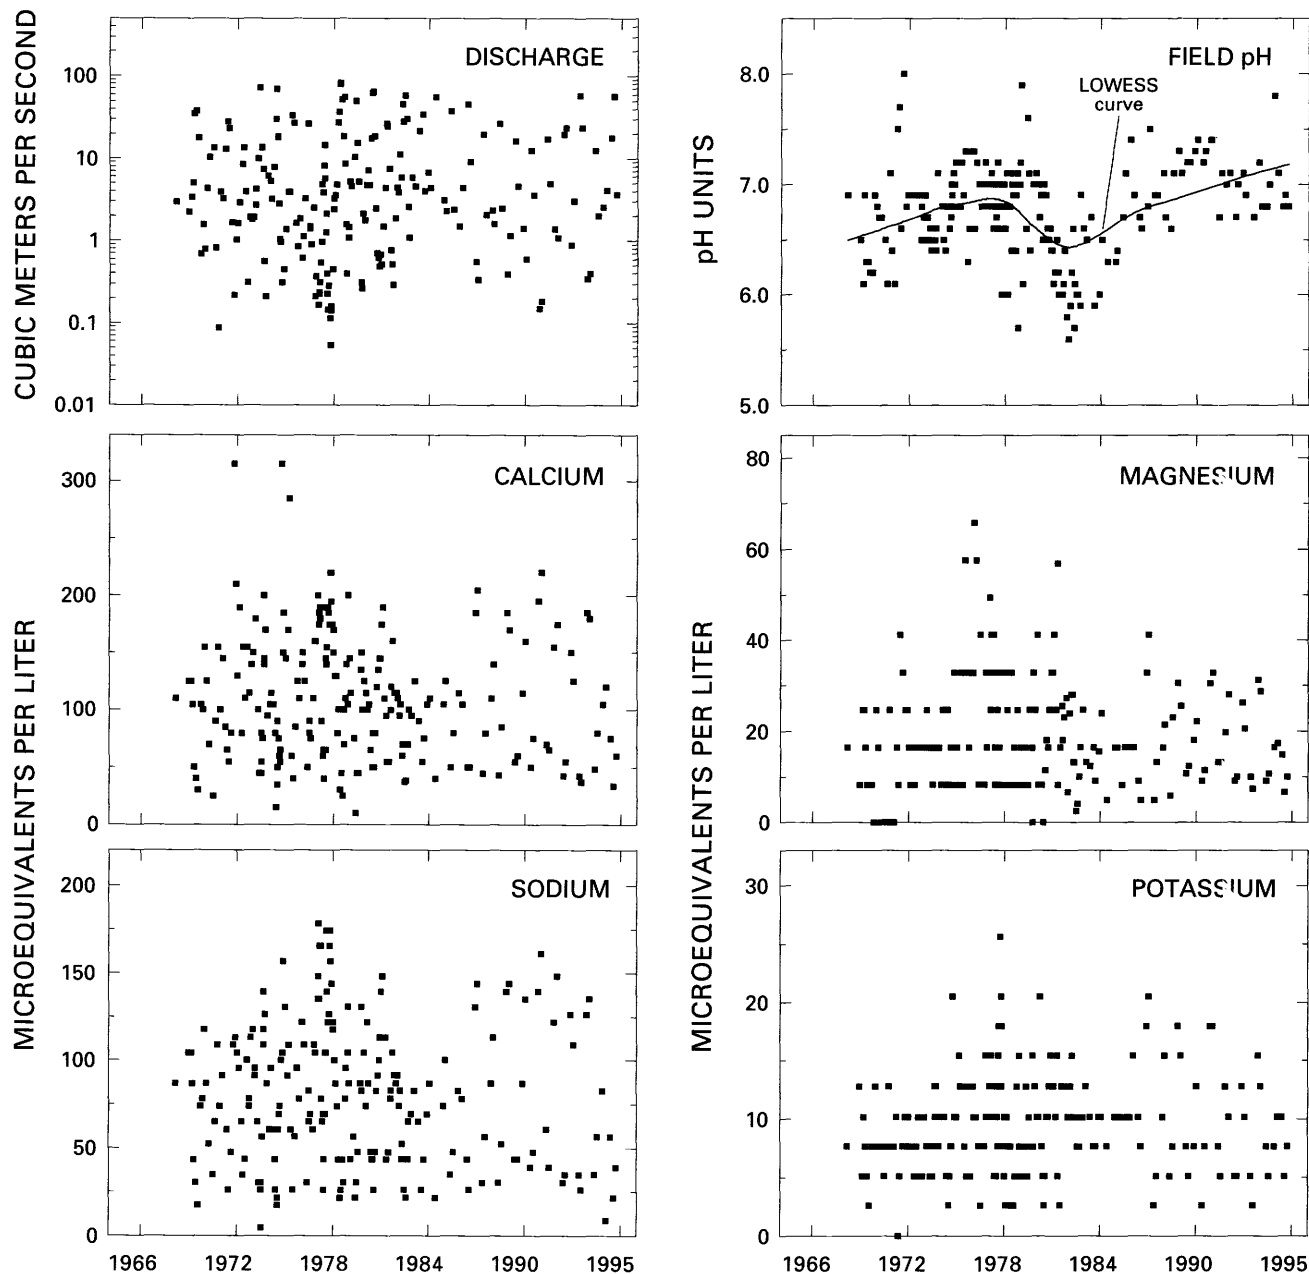 CUBIC METERS PER SECOND
DISCHARGE
100
10
1
0.1
0.01
pH UNITS
FIELD pH
LOWESS
curve
8.0
7.0
6.0
5.0
MICROEQUIVALENTS PER LITER
CALCIUM
300
200
100
0
MICROEQUIVALENTS PER LITER
MAGNESIUM
80
60
40
20
0
SODIUM
200
150
100
50
0
1966 1972 1978 1984 1990 1995
POTASSIUM
30
20
10
0
1966 1972 1978 1984 1990 1995